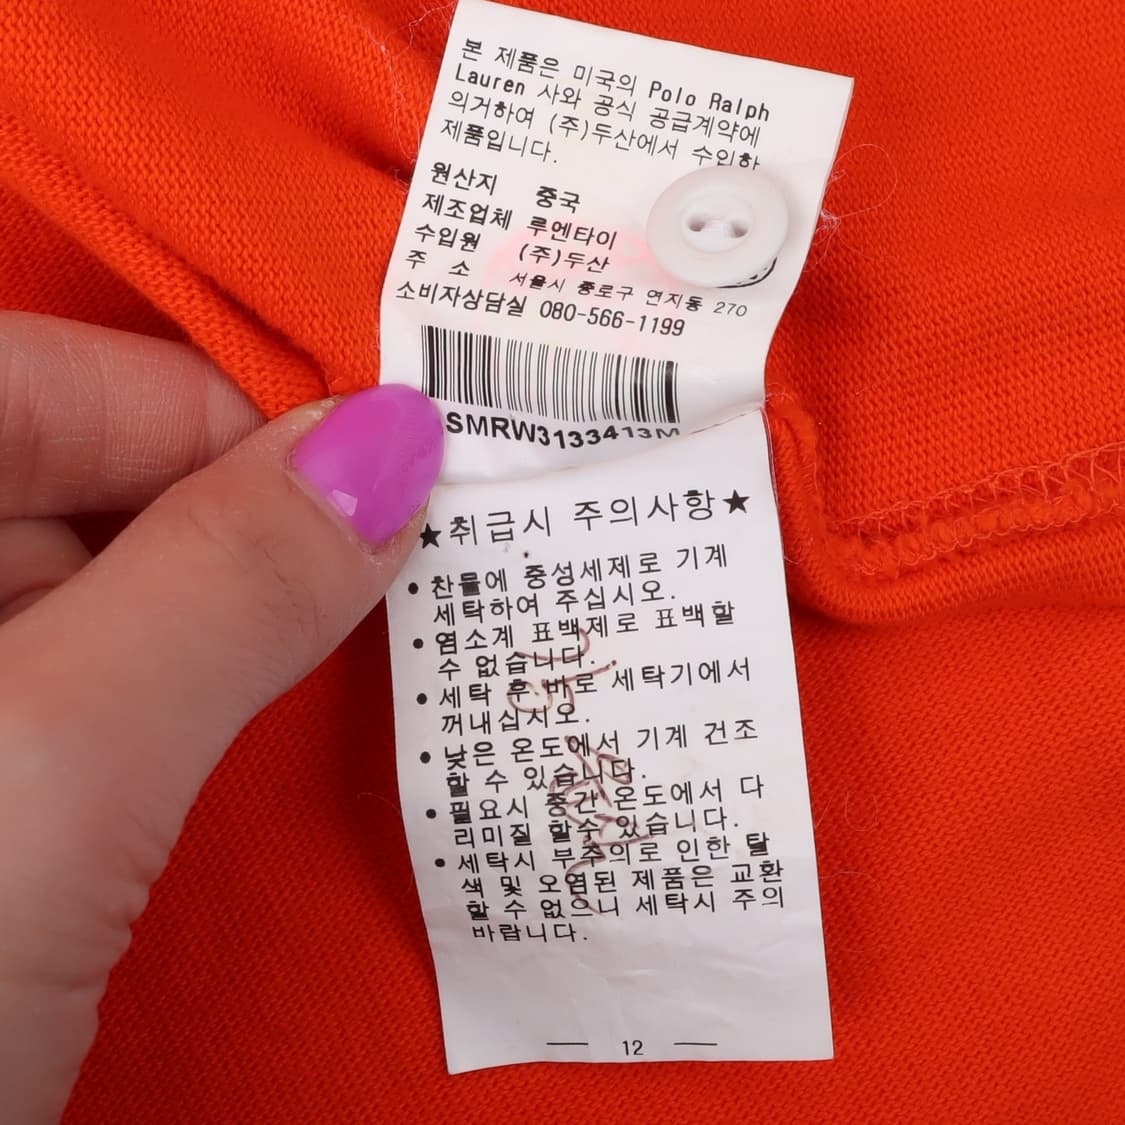 본 제품은 미국의 Polo Ralph
Lauren 사와 공식 공급계약에
의거하여 (주)두산에서 수입한
제품입니다.
원산지 중국
제조업체 루엔타이
수입원 (주)두산
주 소 서울시 종로구 연지동 270
소비자상담실 080-566-1199
SMRW3133413M
★취급시 주의사항★
• 찬물에 중성세제로 기계
세탁하여 주십시오.
• 염소계 표백제로 표백할
수 없습니다.
• 세탁 후 바로 세탁기에서
꺼내십시오.
• 낮은 온도에서 기계 건조
할 수 있습니다.
• 필요시 중간 온도에서 다
리미질 할수 있습니다.
• 세탁시 부주의로 인한 탈
색 및 오염된 제품은 교환
할 수 없으니 세탁시 주의
바랍니다.
— 12 —